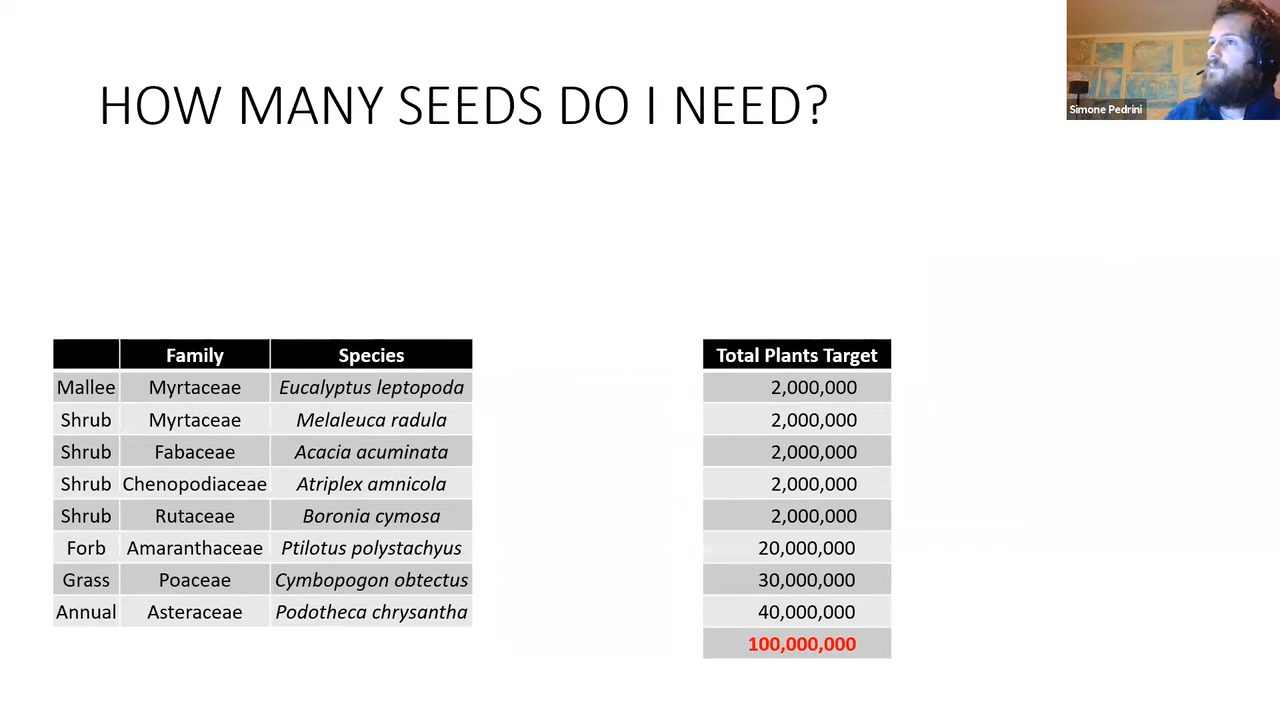 Simone Pedrini
HOW MANY SEEDS DO I NEED?
Family Species Total Plants Target
Mallee Myrtaceae Eucalyptus leptopoda 2,000,000
Shrub Myrtaceae Melaleuca radula 2,000,000
Shrub Fabaceae Acacia acuminata 2,000,000
Shrub Chenopodiaceae Atriplex amnicola 2,000,000
Shrub Rutaceae Boronia cymosa 2,000,000
Forb Amaranthaceae Ptilotus polystachyus 20,000,000
Grass Poaceae Cymbopogon obtectus 30,000,000
Annual Asteraceae Podotheca chrysantha 40,000,000
100,000,000